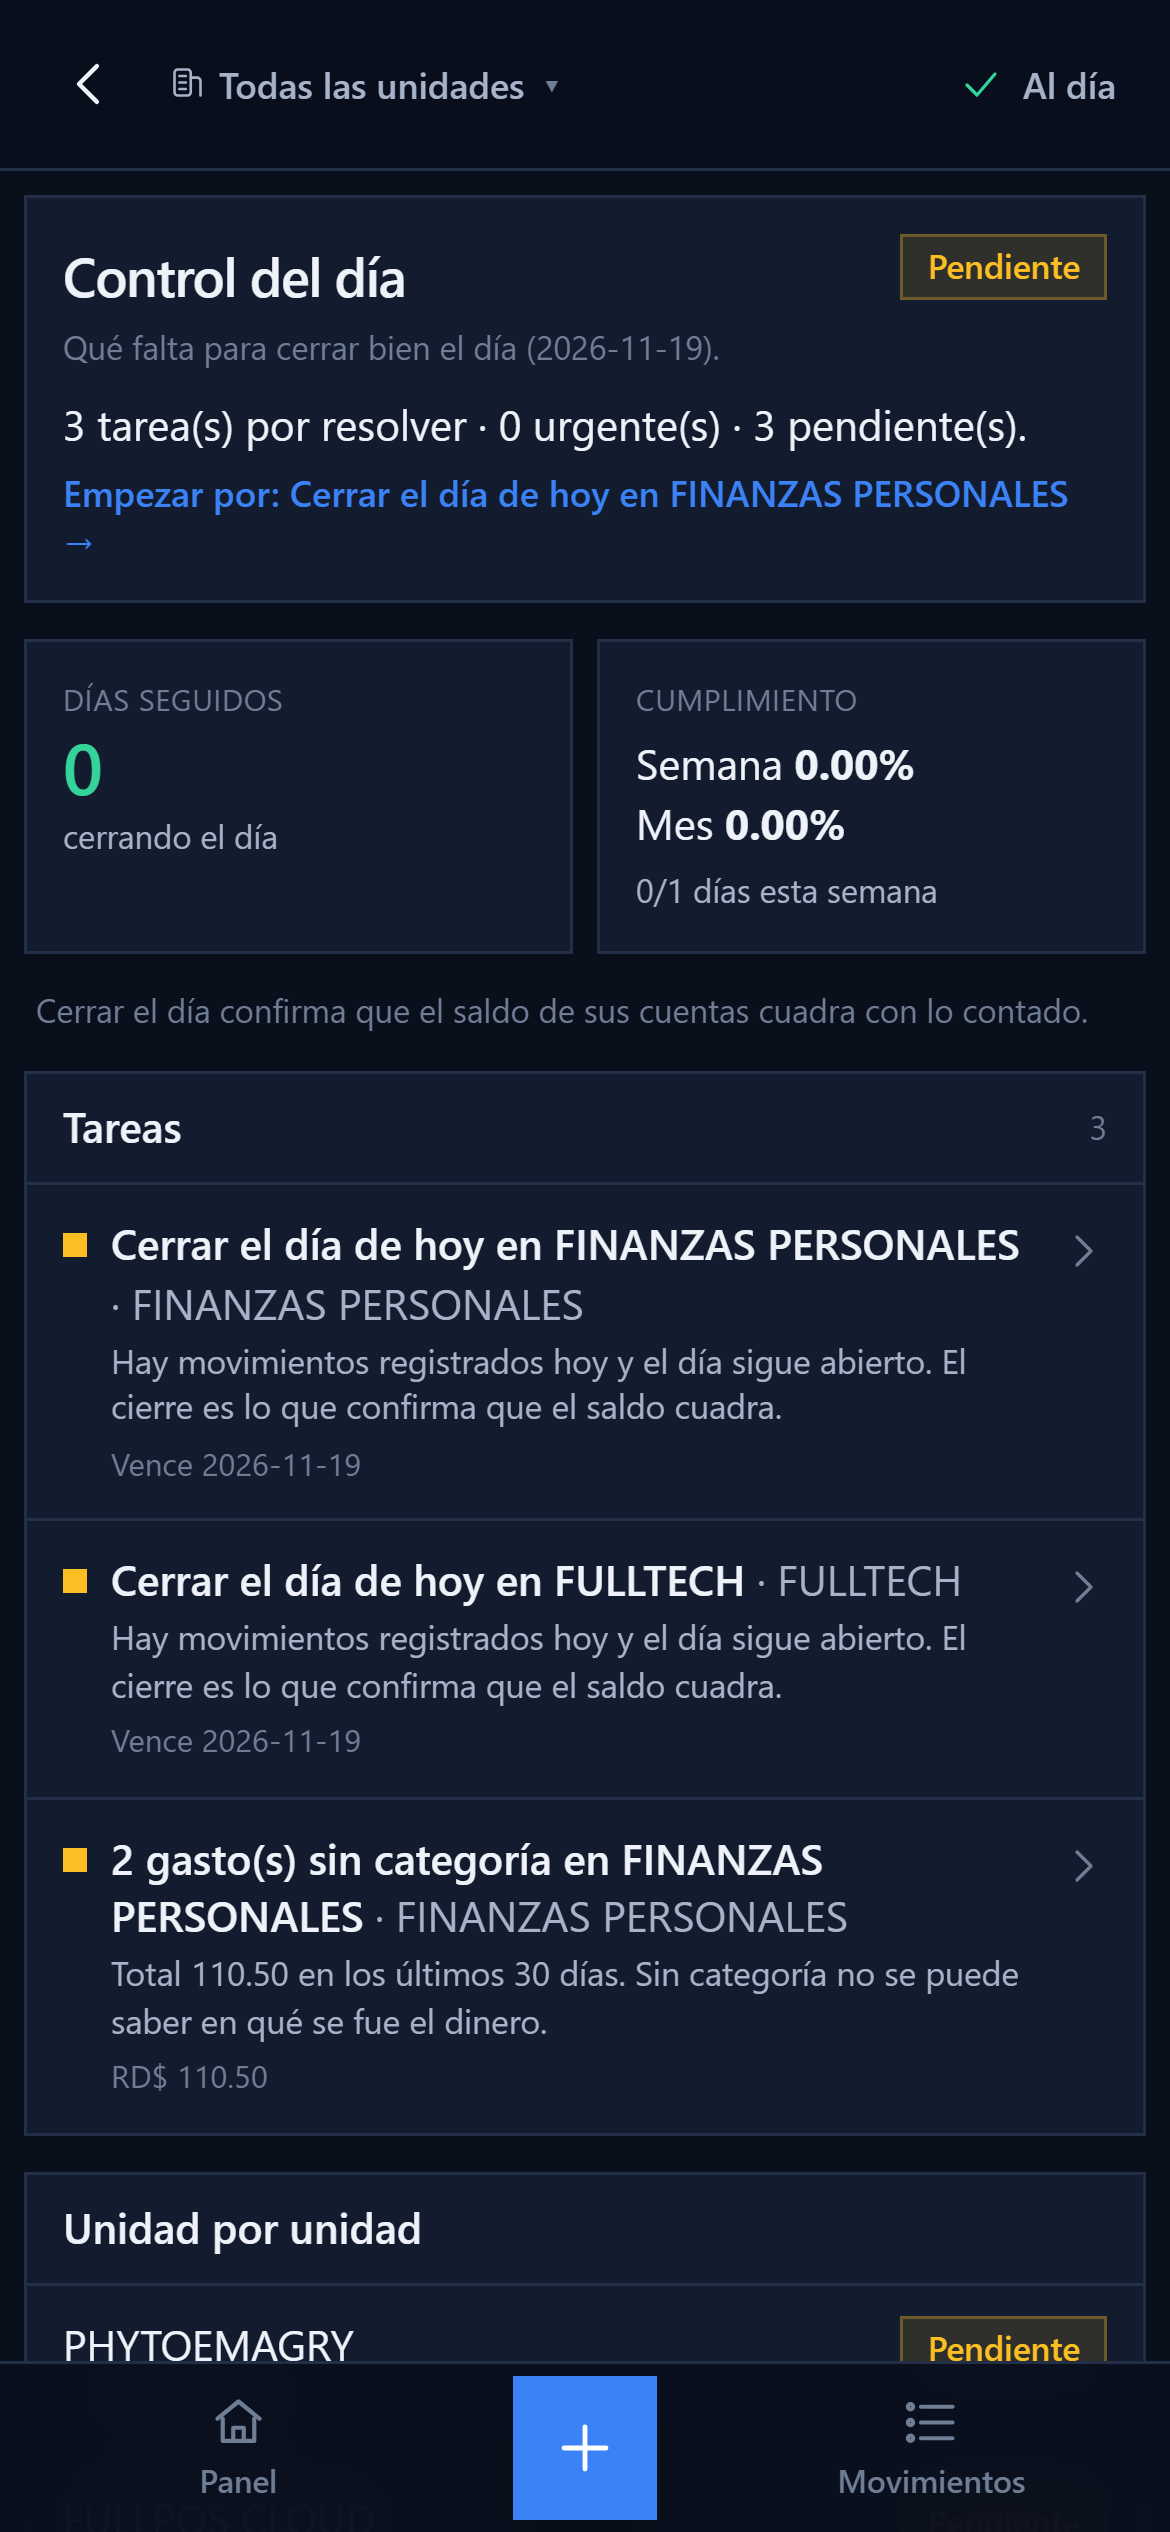 Todas las unidades ▼
Al día
Control del día
Pendiente
Qué falta para cerrar bien el día (2026-11-19).
3 tarea(s) por resolver · 0 urgente(s) · 3 pendiente(s).
Empezar por: Cerrar el día de hoy en FINANZAS PERSONALES
→
DÍAS SEGUIDOS
0
cerrando el día
CUMPLIMIENTO
Semana 0.00%
Mes 0.00%
0/1 días esta semana
Cerrar el día confirma que el saldo de sus cuentas cuadra con lo contado.
Tareas
3
Cerrar el día de hoy en FINANZAS PERSONALES
· FINANZAS PERSONALES
Hay movimientos registrados hoy y el día sigue abierto. El
cierre es lo que confirma que el saldo cuadra.
Vence 2026-11-19
Cerrar el día de hoy en FULLTECH · FULLTECH
Hay movimientos registrados hoy y el día sigue abierto. El
cierre es lo que confirma que el saldo cuadra.
Vence 2026-11-19
2 gasto(s) sin categoría en FINANZAS
PERSONALES · FINANZAS PERSONALES
Total 110.50 en los últimos 30 días. Sin categoría no se puede
saber en qué se fue el dinero.
RD$ 110.50
Unidad por unidad
PHYTOEMAGRY
Pendiente
Panel
Movimientos
FULLPOS CLOUD
Pendiente